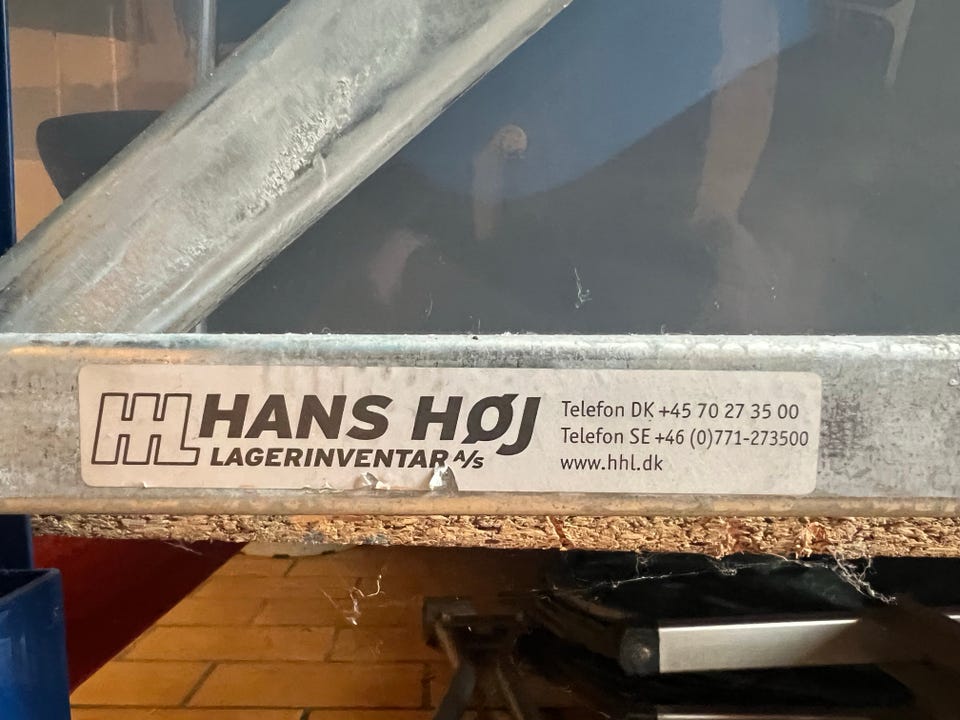 HHL HANS HØJ
LAGERINVENTAR A/S
Telefon DK +45 70 27 35 00
Telefon SE +46 (0)771-273500
www.hhl.dk